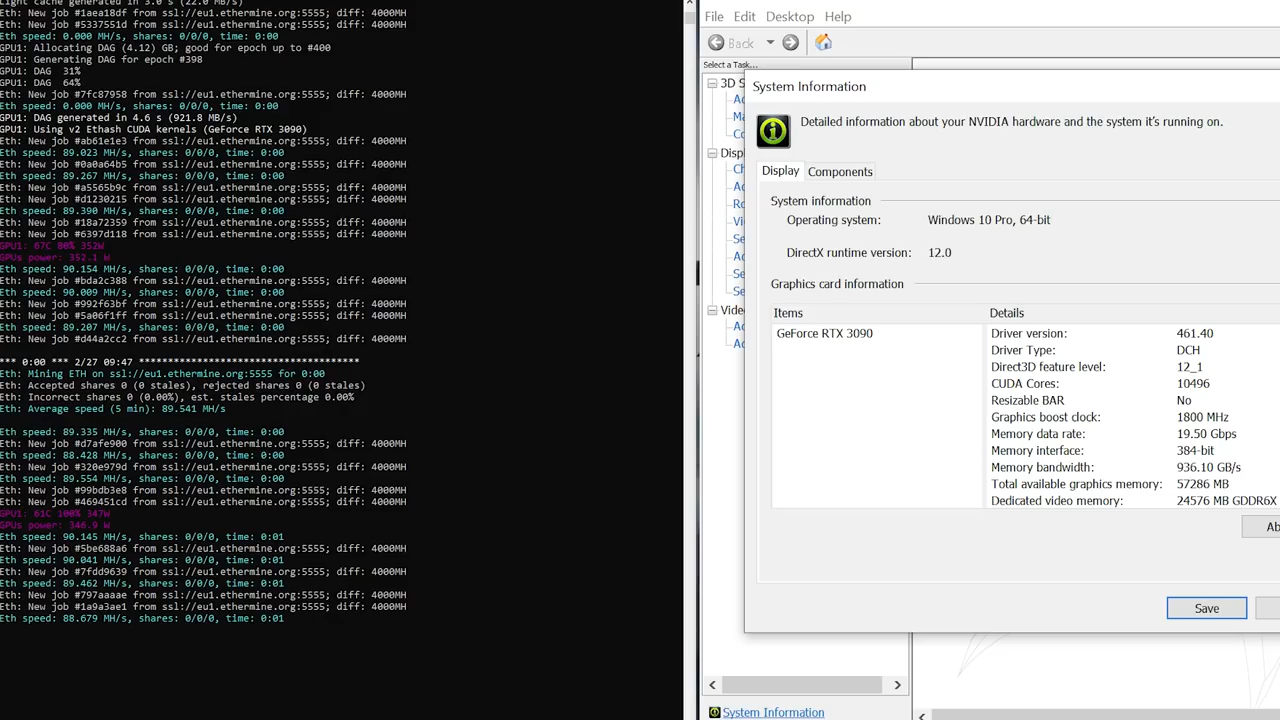 Light cache generated in 3.0 s (22.0 MB/s)
Eth: New job #1aea18df from ssl://eu1.ethermine.org:5555; diff: 4000MH
Eth: New job #5337551d from ssl://eu1.ethermine.org:5555; diff: 4000MH
Eth speed: 0.000 MH/s, shares: 0/0/0, time: 0:00
GPU1: Allocating DAG (4.12) GB; good for epoch up to #400
GPU1: Generating DAG for epoch #398
GPU1: DAG 31%
GPU1: DAG 64%
Eth: New job #7fc87958 from ssl://eu1.ethermine.org:5555; diff: 4000MH
Eth speed: 0.000 MH/s, shares: 0/0/0, time: 0:00
GPU1: DAG generated in 4.6 s (921.8 MB/s)
GPU1: Using v2 Ethash CUDA kernels (GeForce RTX 3090)
Eth: New job #ab61e1e3 from ssl://eu1.ethermine.org:5555; diff: 4000MH
Eth speed: 89.023 MH/s, shares: 0/0/0, time: 0:00
Eth: New job #0a0a64b5 from ssl://eu1.ethermine.org:5555; diff: 4000MH
Eth speed: 89.267 MH/s, shares: 0/0/0, time: 0:00
Eth: New job #a5565b9c from ssl://eu1.ethermine.org:5555; diff: 4000MH
Eth: New job #d1230215 from ssl://eu1.ethermine.org:5555; diff: 4000MH
Eth speed: 89.390 MH/s, shares: 0/0/0, time: 0:00
Eth: New job #18a72359 from ssl://eu1.ethermine.org:5555; diff: 4000MH
Eth: New job #6397d118 from ssl://eu1.ethermine.org:5555; diff: 4000MH
GPU1: 67C 80% 352W
GPUs power: 352.1 W
Eth speed: 90.154 MH/s, shares: 0/0/0, time: 0:00
Eth: New job #bda2c388 from ssl://eu1.ethermine.org:5555; diff: 4000MH
Eth speed: 90.009 MH/s, shares: 0/0/0, time: 0:00
Eth: New job #992f63bf from ssl://eu1.ethermine.org:5555; diff: 4000MH
Eth: New job #5a06f1ff from ssl://eu1.ethermine.org:5555; diff: 4000MH
Eth speed: 89.207 MH/s, shares: 0/0/0, time: 0:00
Eth: New job #d44a2cc2 from ssl://eu1.ethermine.org:5555; diff: 4000MH
*** 0:00 *** 2/27 09:47 **************************************
Eth: Mining ETH on ssl://eu1.ethermine.org:5555 for 0:00
Eth: Accepted shares 0 (0 stales), rejected shares 0 (0 stales)
Eth: Incorrect shares 0 (0.00%), est. stales percentage 0.00%
Eth: Average speed (5 min): 89.541 MH/s
Eth speed: 89.335 MH/s, shares: 0/0/0, time: 0:00
Eth: New job #d7afe900 from ssl://eu1.ethermine.org:5555; diff: 4000MH
Eth speed: 88.428 MH/s, shares: 0/0/0, time: 0:00
Eth: New job #320e979d from ssl://eu1.ethermine.org:5555; diff: 4000MH
Eth speed: 89.554 MH/s, shares: 0/0/0, time: 0:00
Eth: New job #99bdb3e8 from ssl://eu1.ethermine.org:5555; diff: 4000MH
Eth: New job #469451cd from ssl://eu1.ethermine.org:5555; diff: 4000MH
GPU1: 61C 100% 347W
GPUs power: 346.9 W
Eth speed: 90.145 MH/s, shares: 0/0/0, time: 0:01
Eth: New job #5be688a6 from ssl://eu1.ethermine.org:5555; diff: 4000MH
Eth speed: 90.041 MH/s, shares: 0/0/0, time: 0:01
Eth: New job #7fdd9639 from ssl://eu1.ethermine.org:5555; diff: 4000MH
Eth speed: 89.462 MH/s, shares: 0/0/0, time: 0:01
Eth: New job #797aaaae from ssl://eu1.ethermine.org:5555; diff: 4000MH
Eth: New job #1a9a3ae1 from ssl://eu1.ethermine.org:5555; diff: 4000MH
Eth speed: 88.679 MH/s, shares: 0/0/0, time: 0:01
File Edit Desktop Help
Back
Select a Task...
3D S
Ad
Ma
Co
Displ
Ch
Ad
Ro
Vi
Se
Ad
Se
Se
Video
Ad
Ad
System Information
System Information
Detailed information about your NVIDIA hardware and the system it's running on.
Display Components
System information
Operating system: Windows 10 Pro, 64-bit
DirectX runtime version: 12.0
Graphics card information
Items Details
GeForce RTX 3090
Driver version: 461.40
Driver Type: DCH
Direct3D feature level: 12_1
CUDA Cores: 10496
Resizable BAR No
Graphics boost clock: 1800 MHz
Memory data rate: 19.50 Gbps
Memory interface: 384-bit
Memory bandwidth: 936.10 GB/s
Total available graphics memory: 57286 MB
Dedicated video memory: 24576 MB GDDR6X
Ab
Save